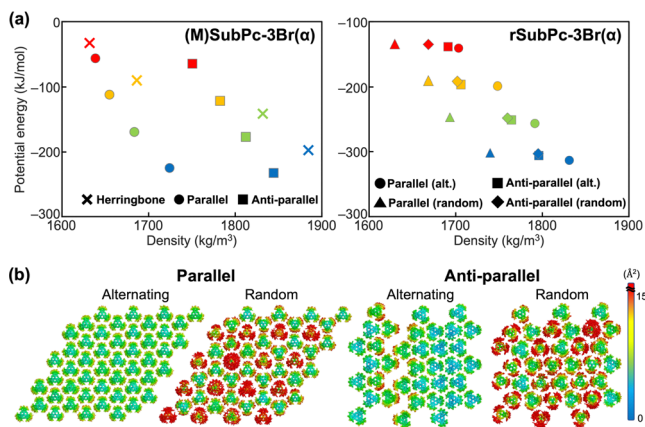 (a)
(M)SubPc-3Br(α)
rSubPc-3Br(α)
Potential energy (kJ/mol)
0
−100
−200
−300
1600
1700
1800
1900
Density (kg/m³)
Herringbone
Parallel
Anti-parallel
−100
−200
−300
−400
−500
1600
1700
1800
1900
Density (kg/m³)
Parallel (alt.)
Anti-parallel (alt.)
Parallel (random)
Anti-parallel (random)
(b)
Parallel
Anti-parallel
Alternating
Random
Alternating
Random
(Å²)
15
0